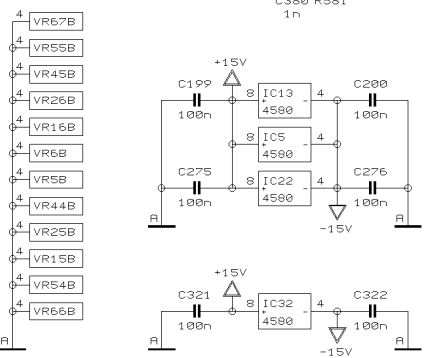 C380 R581
1n
4 VR67B
4 VR55B
4 VR45B
4 VR26B
4 VR16B
4 VR6B
4 VR5B
4 VR44B
4 VR25B
4 VR15B
4 VR54B
4 VR66B
A
+15V
C199 8 IC13 4 C200
100n + 4580 - 100n
8 IC5 4
+ 4580 -
C275 8 IC22 4 C276
100n + 4580 - 100n
A -15V A
+15V
C321 8 IC32 4 C322
100n + 4580 - 100n
A -15V A